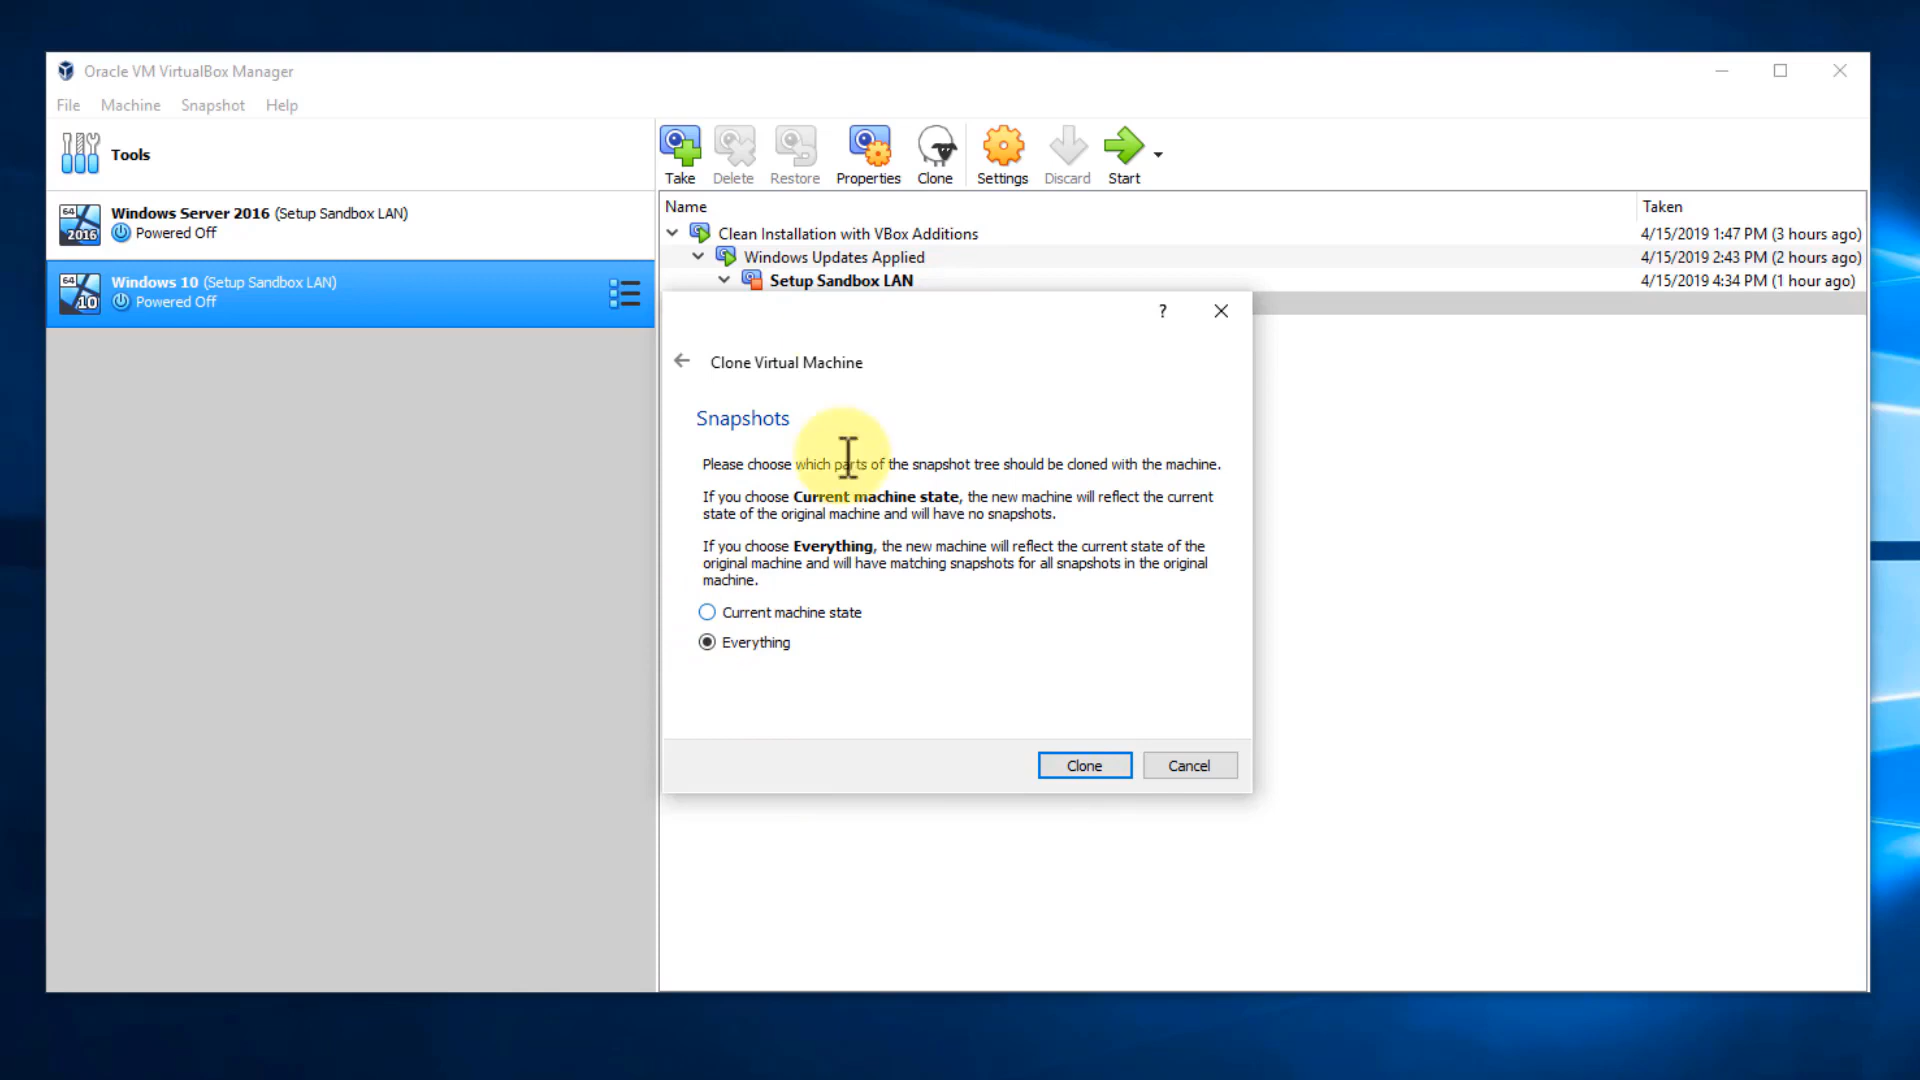 Oracle VM VirtualBox Manager
File Machine Snapshot Help
Tools
Take Delete Restore Properties Clone Settings Discard Start
64
2016
Windows Server 2016 (Setup Sandbox LAN)
Powered Off
64
10
Windows 10 (Setup Sandbox LAN)
Powered Off
Name Taken
Clean Installation with VBox Additions 4/15/2019 1:47 PM (3 hours ago)
Windows Updates Applied 4/15/2019 2:43 PM (2 hours ago)
Setup Sandbox LAN 4/15/2019 4:34 PM (1 hour ago)
?
Clone Virtual Machine
Snapshots
Please choose which parts of the snapshot tree should be cloned with the machine.
If you choose Current machine state, the new machine will reflect the current
state of the original machine and will have no snapshots.
If you choose Everything, the new machine will reflect the current state of the
original machine and will have matching snapshots for all snapshots in the original
machine.
Current machine state
Everything
Clone Cancel